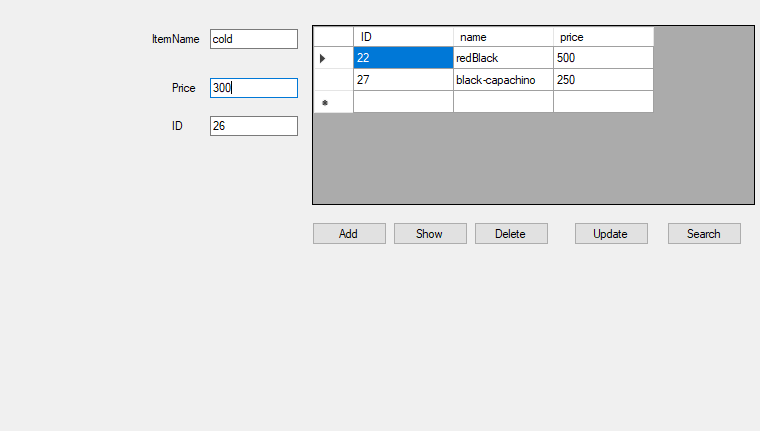 ItemName cold
Price 300
ID 26
ID name price
22 redBlack 500
27 black-capachino 250
Add Show Delete Update Search